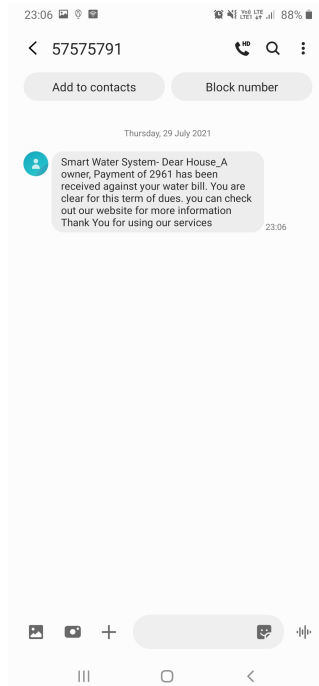 23:06 88%
57575791 HD
Add to contacts Block number
Thursday, 29 July 2021
Smart Water System- Dear House_A
owner, Payment of 2961 has been
received against your water bill. You are
clear for this term of dues. you can check
out our website for more information
Thank You for using our services
23:06